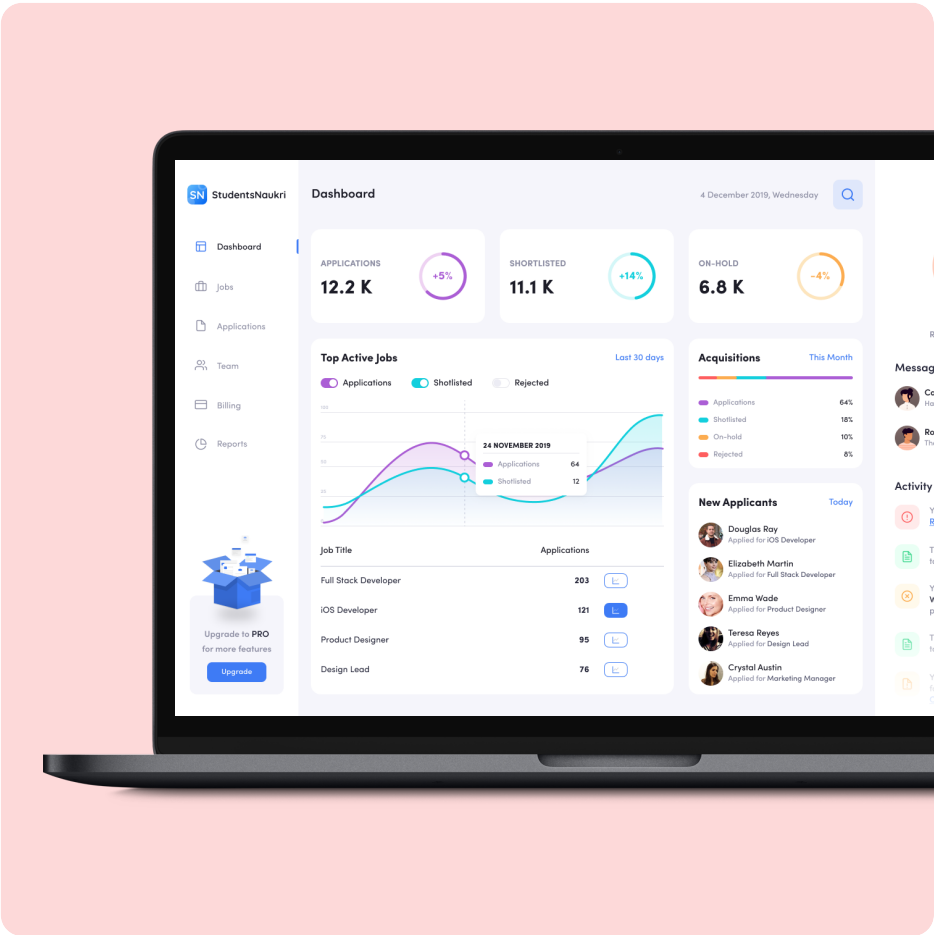 SN StudentsNaukri
Dashboard
Jobs
Applications
Team
Billing
Reports
Upgrade to PRO
for more features
Upgrade
Dashboard
4 December 2019, Wednesday
APPLICATIONS
12.2 K
+5%
SHORTLISTED
11.1 K
+14%
ON-HOLD
6.8 K
-4%
Top Active Jobs
Last 30 days
Applications
Shotlisted
Rejected
100
75
50
25
24 NOVEMBER 2019
Applications 64
Shotlisted 12
Job Title Applications
Full Stack Developer 203
iOS Developer 121
Product Designer 95
Design Lead 76
Acquisitions
This Month
Applications 64%
Shotlisted 18%
On-hold 10%
Rejected 8%
New Applicants
Today
Douglas Ray
Applied for iOS Developer
Elizabeth Martin
Applied for Full Stack Developer
Emma Wade
Applied for Product Designer
Teresa Reyes
Applied for Design Lead
Crystal Austin
Applied for Marketing Manager
Messag
Activity